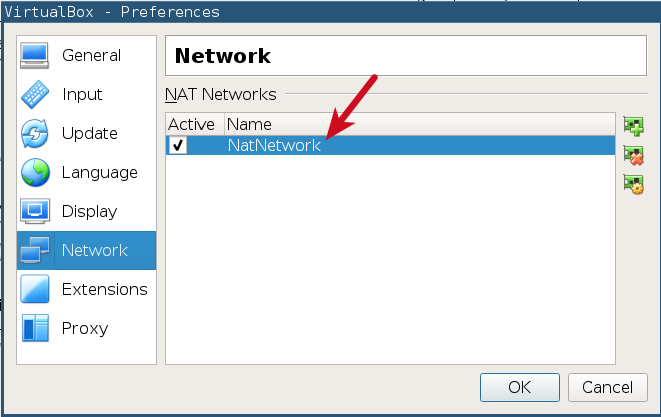 VirtualBox - Preferences
General
Input
Update
Language
Display
Network
Extensions
Proxy
Network
NAT Networks
Active Name
NatNetwork
OK Cancel